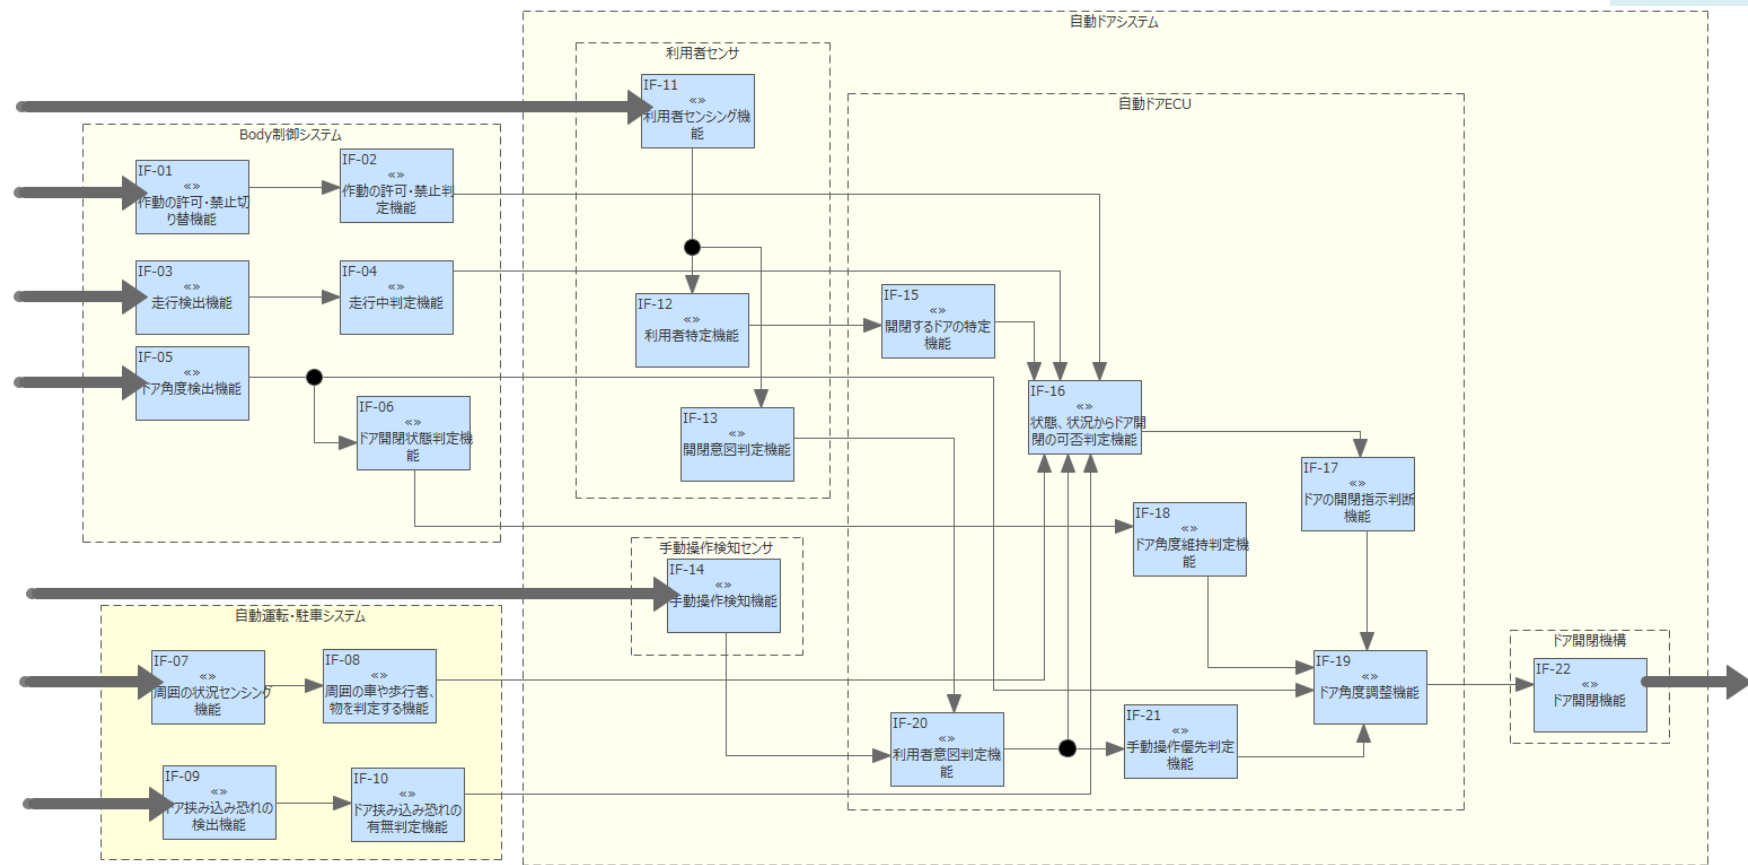 自動ドアシステム
利用者センサ
IF-11
«»
利用者センシング機
能
自動ドアECU
Body制御システム
IF-01
«»
作動の許可・禁止切
り替機能
IF-02
«»
作動の許可・禁止判
定機能
IF-03
«»
走行検出機能
IF-04
«»
走行中判定機能
IF-05
«»
ドア角度検出機能
IF-06
«»
ドア開閉状態判定機
能
IF-12
«»
利用者特定機能
IF-13
«»
開閉意図判定機能
IF-15
«»
開閉するドアの特定
機能
IF-16
«»
状態、状況からドア開
閉の可否判定機能
IF-17
«»
ドアの開閉指示判断
機能
IF-18
«»
ドア角度維持判定機
能
手動操作検知センサ
IF-14
«»
手動操作検知機能
自動運転・駐車システム
IF-07
«»
周囲の状況センシング
機能
IF-08
«»
周囲の車や歩行者、
物を判定する機能
IF-09
«»
ドア挟み込み恐れの
検出機能
IF-10
«»
ドア挟み込み恐れの
有無判定機能
IF-20
«»
利用者意図判定機
能
IF-21
«»
手動操作優先判定
機能
IF-19
«»
ドア角度調整機能
ドア開閉機構
IF-22
«»
ドア開閉機能